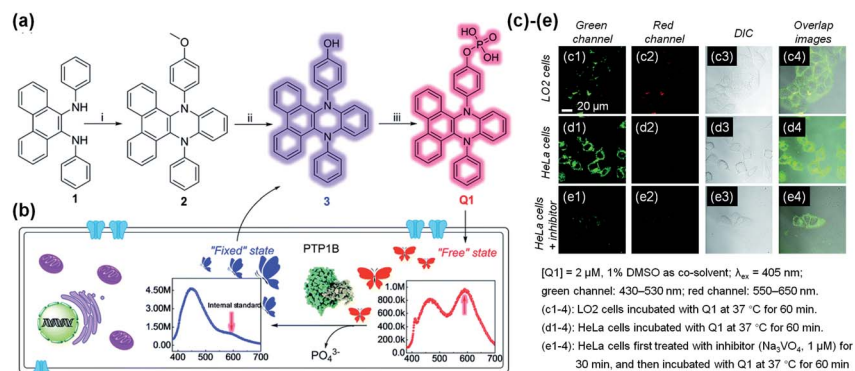 (a)
O
OH
HO
O
P
O
OH
NH
NH
N
N
N
N
N
N
i
ii
iii
1
2
3
Q1
(b)
"Fixed" state
PTP1B
"Free" state
4.50M
3.00M
1.50M
0.00
400 500 600 700
Internal standard
PO₄³⁻
1.0M
800.0k
600.0k
400.0k
200.0k
0.0
400 500 600 700
(c)-(e)
Green channel
Red channel
DIC
Overlap images
LO2 cells
(c1)
(c2)
(c3)
(c4)
20 μm
HeLa cells
(d1)
(d2)
(d3
(d4
HeLa cells + inhibitor
(e1)
(e2)
(e3)
(e4)
[Q1] = 2 μM, 1% DMSO as co-solvent; λex = 405 nm;
green channel: 430–530 nm; red channel: 550–650 nm.
(c1-4): LO2 cells incubated with Q1 at 37 °C for 60 min.
(d1-4): HeLa cells incubated with Q1 at 37 °C for 60 min.
(e1-4): HeLa cells first treated with inhibitor (Na₃VO₄, 1 μM) for
30 min, and then incubated with Q1 at 37 °C for 60 min